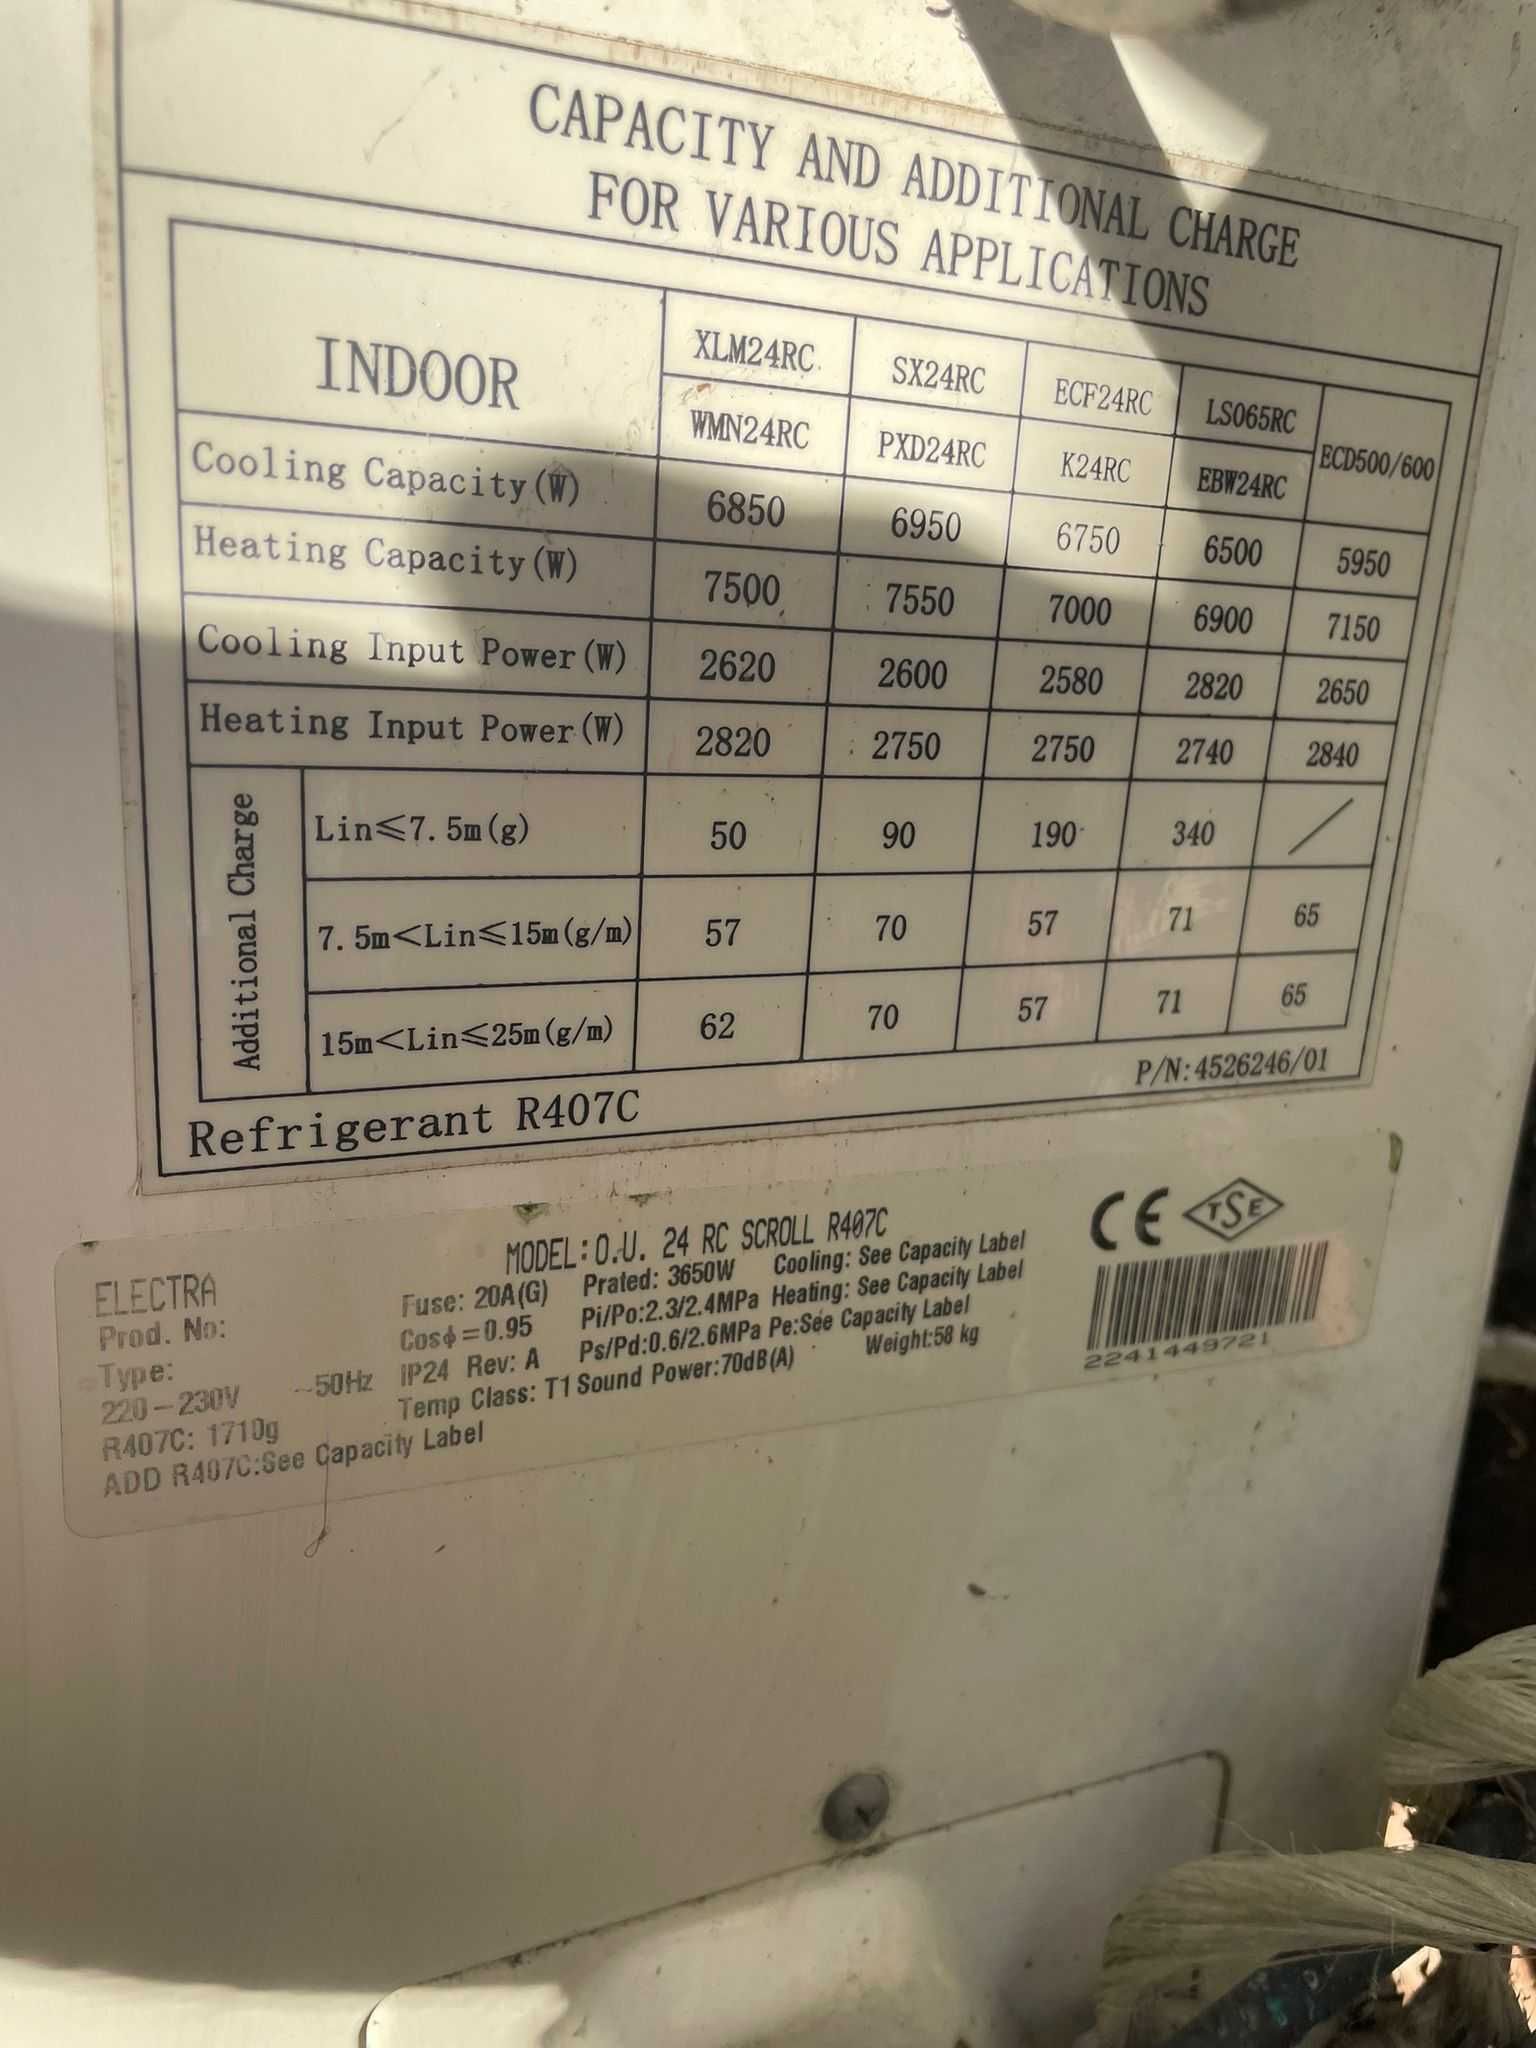 CAPACITY AND ADDITIONAL CHARGE
FOR VARIOUS APPLICATIONS
INDOOR XLM24RC SX24RC ECF24RC LS065RC ECD500/600
WMN24RC PXD24RC K24RC EBW24RC
Cooling Capacity(W) 6850 6950 6750 6500 5950
Heating Capacity(W) 7500 7550 7000 6900 7150
Cooling Input Power(W) 2620 2600 2580 2820 2650
Heating Input Power(W) 2820 2750 2750 2740 2840
Additional Charge
Lin≤7.5m(g) 50 90 190 340 /
7.5m<Lin≤15m(g/m) 57 70 57 71 65
15m<Lin≤25m(g/m) 62 70 57 71 65
Refrigerant R407C P/N:4526246/01
MODEL:O.U. 24 RC SCROLL R407C
ELECTRA Fuse: 20A(G) Prated: 3650W Cooling: See Capacity Label
Prod. No: Cosϕ=0.95 Pi/Po:2.3/2.4MPa Heating: See Capacity Label
Type: IP24 Rev: A Ps/Pd:0.6/2.6MPa Pe:See Capacity Label
220-230V ~50Hz Temp Class: T1 Sound Power:70dB(A) Weight:58 kg
R407C: 1710g
ADD R407C:See Capacity Label
CE TSE
2241449721